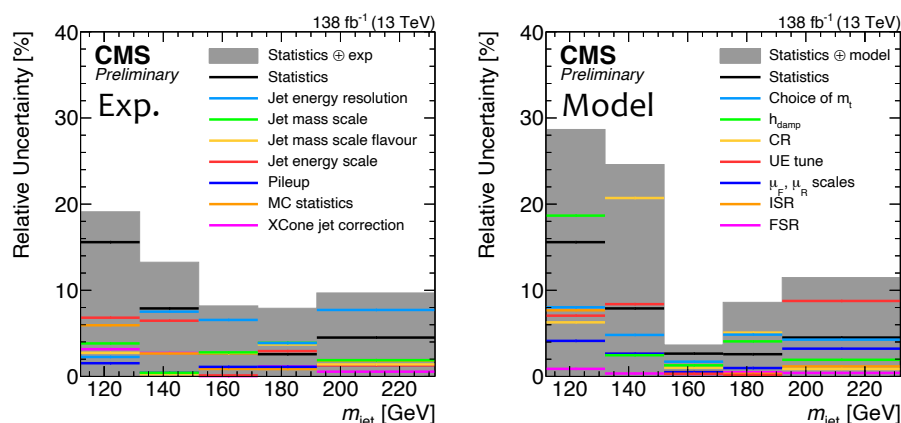 138 fb⁻¹ (13 TeV)
CMS
Preliminary
Exp.
Statistics ⊕ exp
Statistics
Jet energy resolution
Jet mass scale
Jet mass scale flavour
Jet energy scale
Pileup
MC statistics
XCone jet correction
Relative Uncertainty [%]
40
30
20
10
0
120 140 160 180 200 220
m_jet [GeV]
138 fb⁻¹ (13 TeV)
CMS
Preliminary
Model
Statistics ⊕ model
Statistics
Choice of m_t
h_damp
CR
UE tune
μ_F, μ_R scales
ISR
FSR
Relative Uncertainty [%]
40
30
20
10
0
120 140 160 180 200 220
m_jet [GeV]